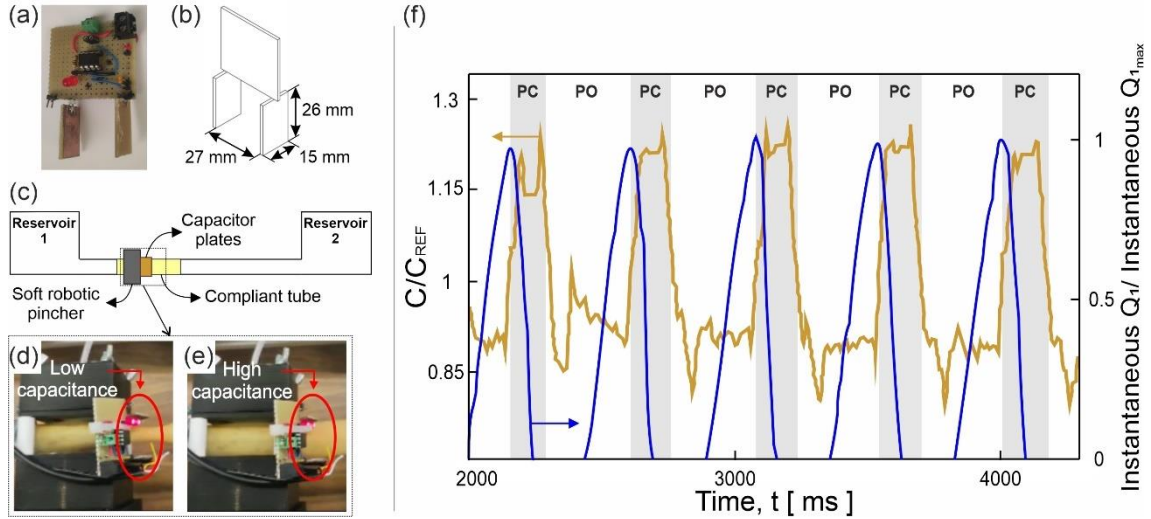 (a)
(b)
26 mm
27 mm
15 mm
(c)
Reservoir
1
Capacitor
plates
Reservoir
2
Soft robotic
pincher
Compliant tube
(d)
Low
capacitance
(e)
High
capacitance
(f)
PC PO PC PO PC PO PC PO PC
1.3
1.15
1
0.85
C/C_REF
1
0.5
0
Instantaneous Q₁/ Instantaneous Q₁max
2000 3000 4000
Time, t [ ms ]